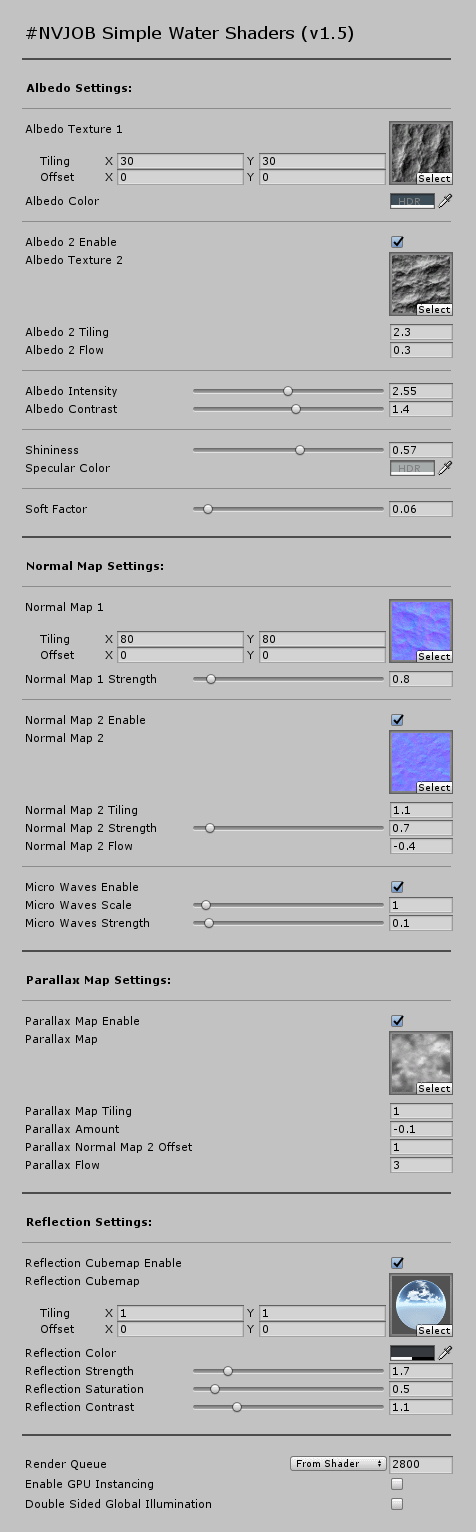 #NVJOB Simple Water Shaders (v1.5)
Albedo Settings:
Albedo Texture 1
Tiling X 30 Y 30
Offset X 0 Y 0
Select
Albedo Color HDR
Albedo 2 Enable
Albedo Texture 2
Select
Albedo 2 Tiling 2.3
Albedo 2 Flow 0.3
Albedo Intensity 2.55
Albedo Contrast 1.4
Shininess 0.57
Specular Color HDR
Soft Factor 0.06
Normal Map Settings:
Normal Map 1
Tiling X 80 Y 80
Offset X 0 Y 0
Select
Normal Map 1 Strength 0.8
Normal Map 2 Enable
Normal Map 2
Select
Normal Map 2 Tiling 1.1
Normal Map 2 Strength 0.7
Normal Map 2 Flow -0.4
Micro Waves Enable
Micro Waves Scale 1
Micro Waves Strength 0.1
Parallax Map Settings:
Parallax Map Enable
Parallax Map
Select
Parallax Map Tiling 1
Parallax Amount -0.1
Parallax Normal Map 2 Offset 1
Parallax Flow 3
Reflection Settings:
Reflection Cubemap Enable
Reflection Cubemap
Tiling X 1 Y 1
Offset X 0 Y 0
Select
Reflection Color
Reflection Strength 1.7
Reflection Saturation 0.5
Reflection Contrast 1.1
Render Queue From Shader 2800
Enable GPU Instancing
Double Sided Global Illumination